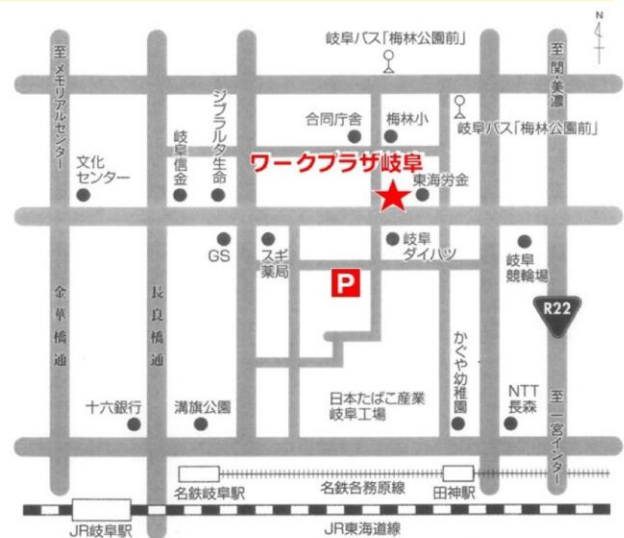 N
岐阜バス「梅林公園前」
至メモリアルセンター
至関・美濃
ジブラルタ生命
合同庁舎
梅林小
岐阜バス「梅林公園前」
岐阜信金
ワークプラザ岐阜
文化
センター
東海労金
GS
スギ
薬局
岐阜
ダイハツ
岐阜
競輪場
P
金華橋通
長良橋通
R22
かぐや幼稚園
十六銀行
溝旗公園
日本たばこ産業
岐阜工場
NTT
長森
至一宮インター
名鉄岐阜駅
名鉄各務原線
田神駅
JR岐阜駅
JR東海道線